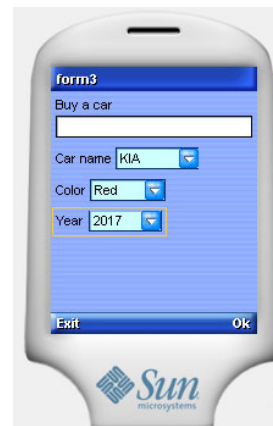 form3
Buy a car
Car name KIA
Color Red
Year 2017
Exit Ok
Sun
microsystems